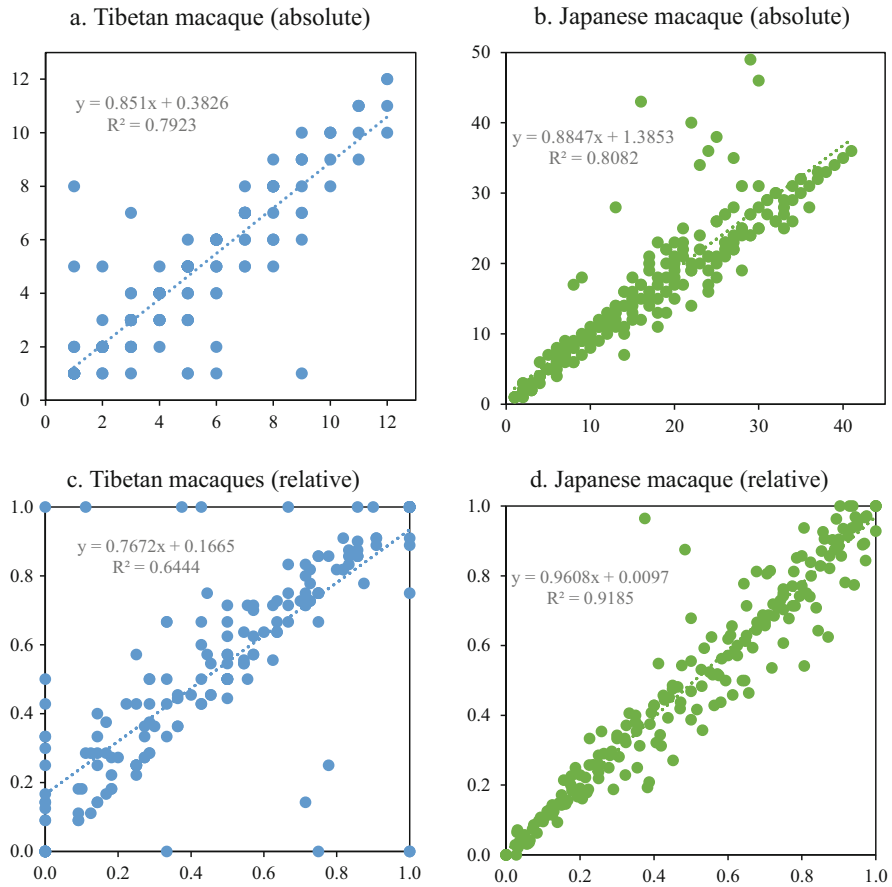 a. Tibetan macaque (absolute)
12
10
8
6
4
2
0
y = 0.851x + 0.3826
R² = 0.7923
0 2 4 6 8 10 12
b. Japanese macaque (absolute)
50
40
30
20
10
0
y = 0.8847x + 1.3853
R² = 0.8082
0 10 20 30 40
c. Tibetan macaques (relative)
1.0
0.8
0.6
0.4
0.2
0.0
y = 0.7672x + 0.1665
R² = 0.6444
0.0 0.2 0.4 0.6 0.8 1.0
d. Japanese macaque (relative)
1.0
0.8
0.6
0.4
0.2
0.0
y = 0.9608x + 0.0097
R² = 0.9185
0.0 0.2 0.4 0.6 0.8 1.0